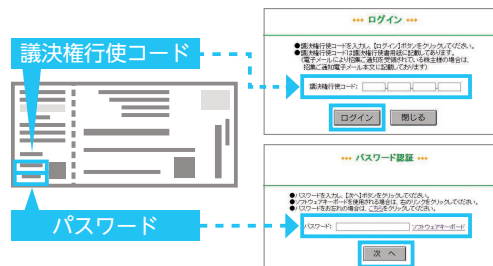 議決権行使コード
パスワード
••• ログイン •••
●議決権行使コードを入力し、【ログイン】ボタンをクリックしてください。
●議決権行使コードは議決権行使書用紙に記載してあります。
(電子メールにより招集ご通知を受領されている株主様の場合は、
招集ご通知電子メール本文に記載しております)
議決権行使コード:
ログイン 閉じる
••• パスワード認証 •••
●パスワードを入力し、【次へ】ボタンをクリックしてください。
●ソフトウェアキーボードを使用される場合は、右のリンクをクリックしてください。
●パスワードをお忘れの場合は、こちらをクリックしてください。
パスワード: ソフトウェアキーボード
次 へ